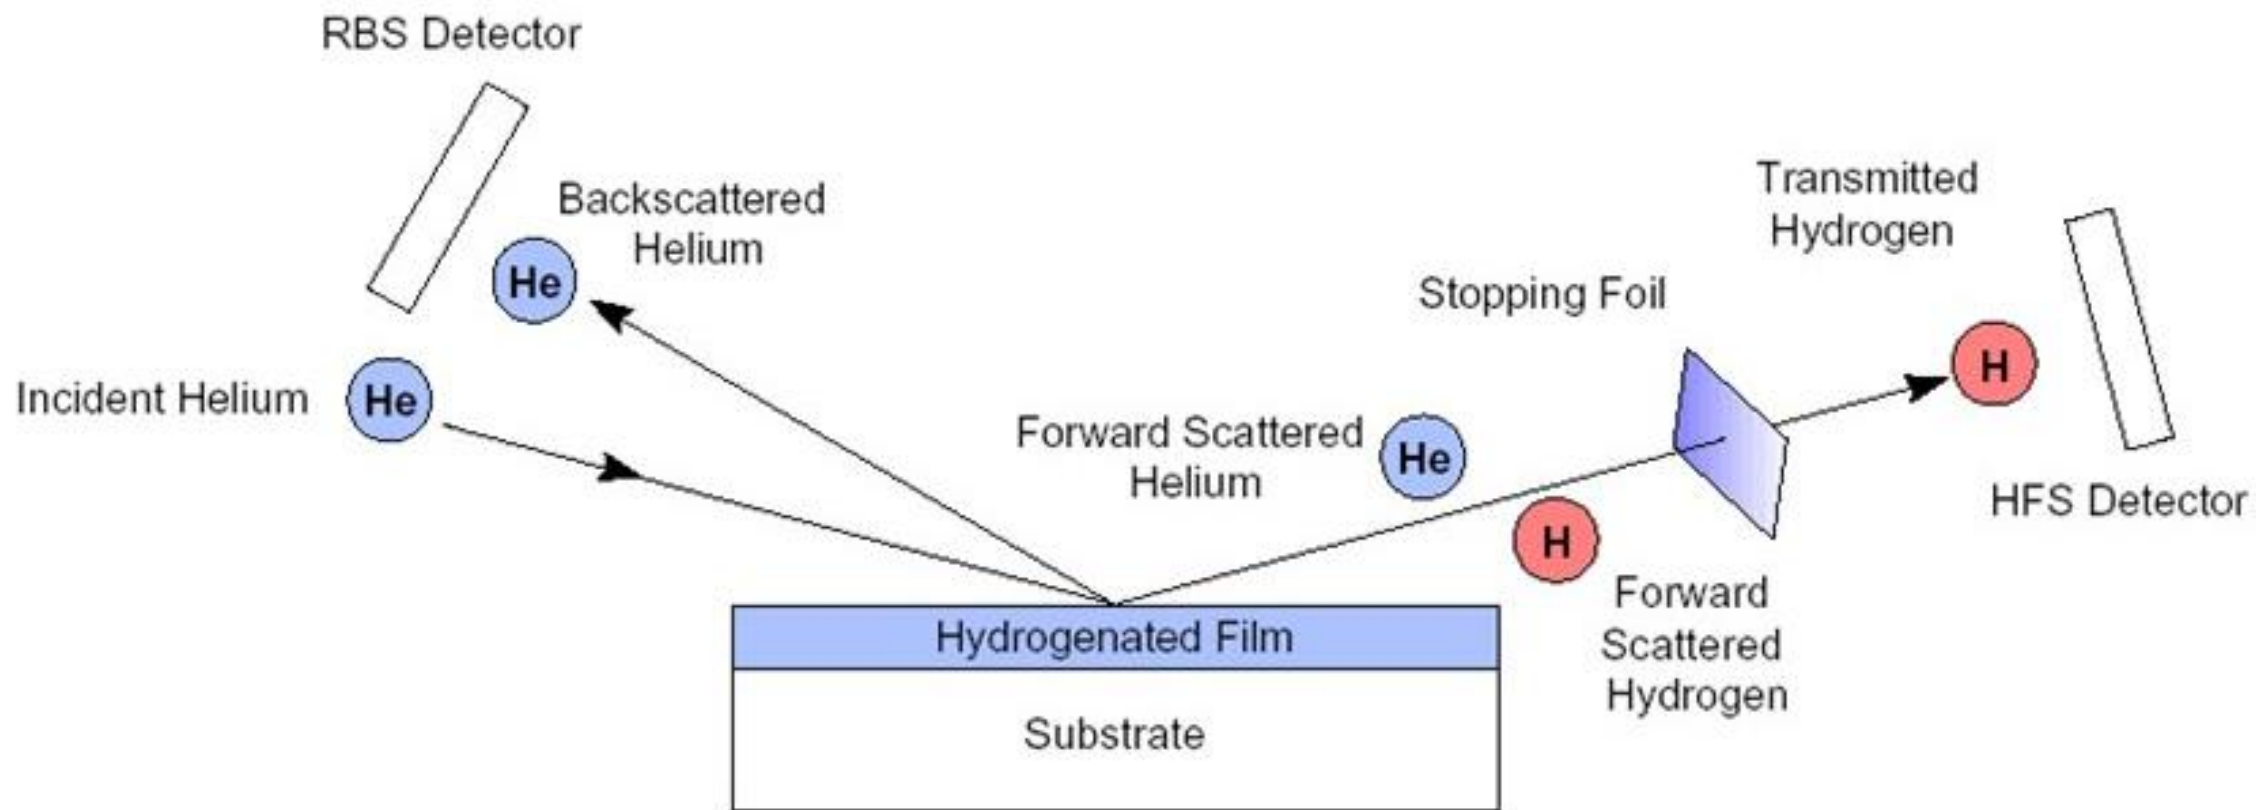 RBS Detector
Backscattered
Helium
He
Incident Helium
He
Forward Scattered
Helium
He
Stopping Foil
Transmitted
Hydrogen
H
HFS Detector
H
Forward
Scattered
Hydrogen
Hydrogenated Film
Substrate